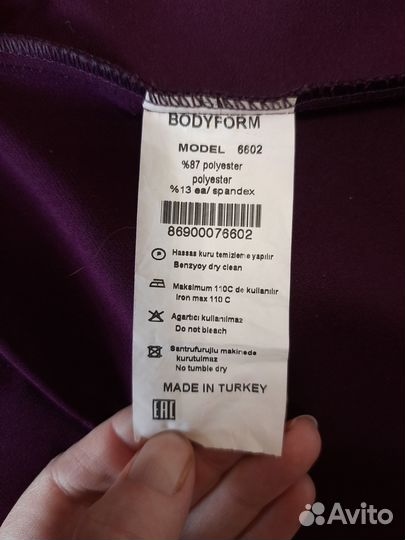 BODYFORM
MODEL 6602
%87 polyester
polyester
%13 ea/ spandex
86900076602
P Hassas kuru temizleme yapılır
Benzyoy dry clean
Maksimum 110C de kullanılır
Iron max 110 C
Agartıcı kullanılmaz
Do not bleach
Santrufurujlu makinede
kurutulmaz
No tumble dry
MADE IN TURKEY
EAC
Avito